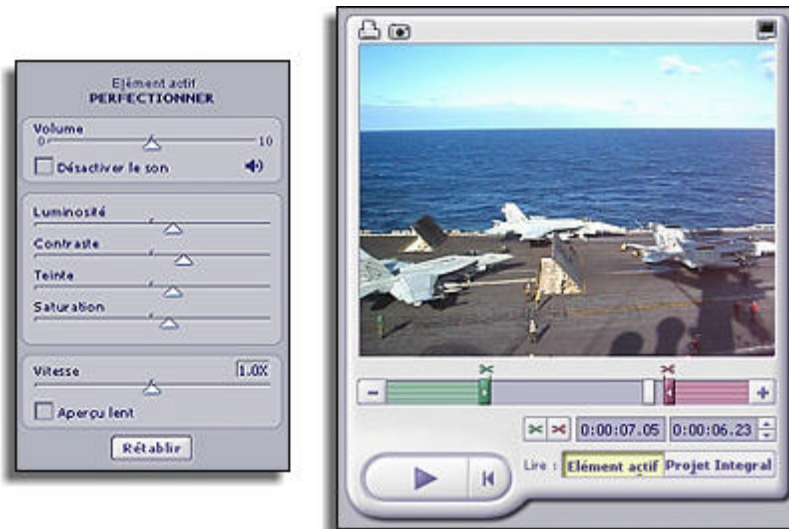 Elément actif
PERFECTIONNER
Volume
0 10
Désactiver le son
Luminosité
Contraste
Teinte
Saturation
Vitesse 1.0X
Aperçu lent
Rétablir
0:00:07.05 0:00:06.23
Lire : Elément actif Projet Integral